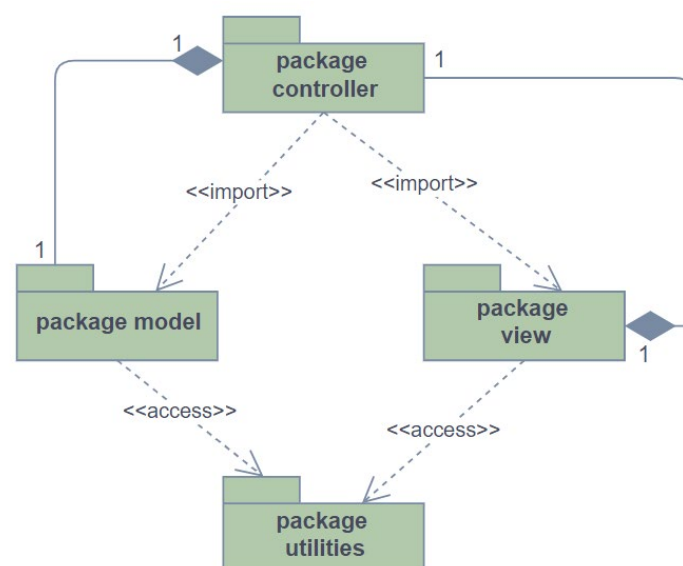 1
package
controller
1
<<import>>
<<import>>
1
package model
package
view
1
<<access>>
<<access>>
package
utilities